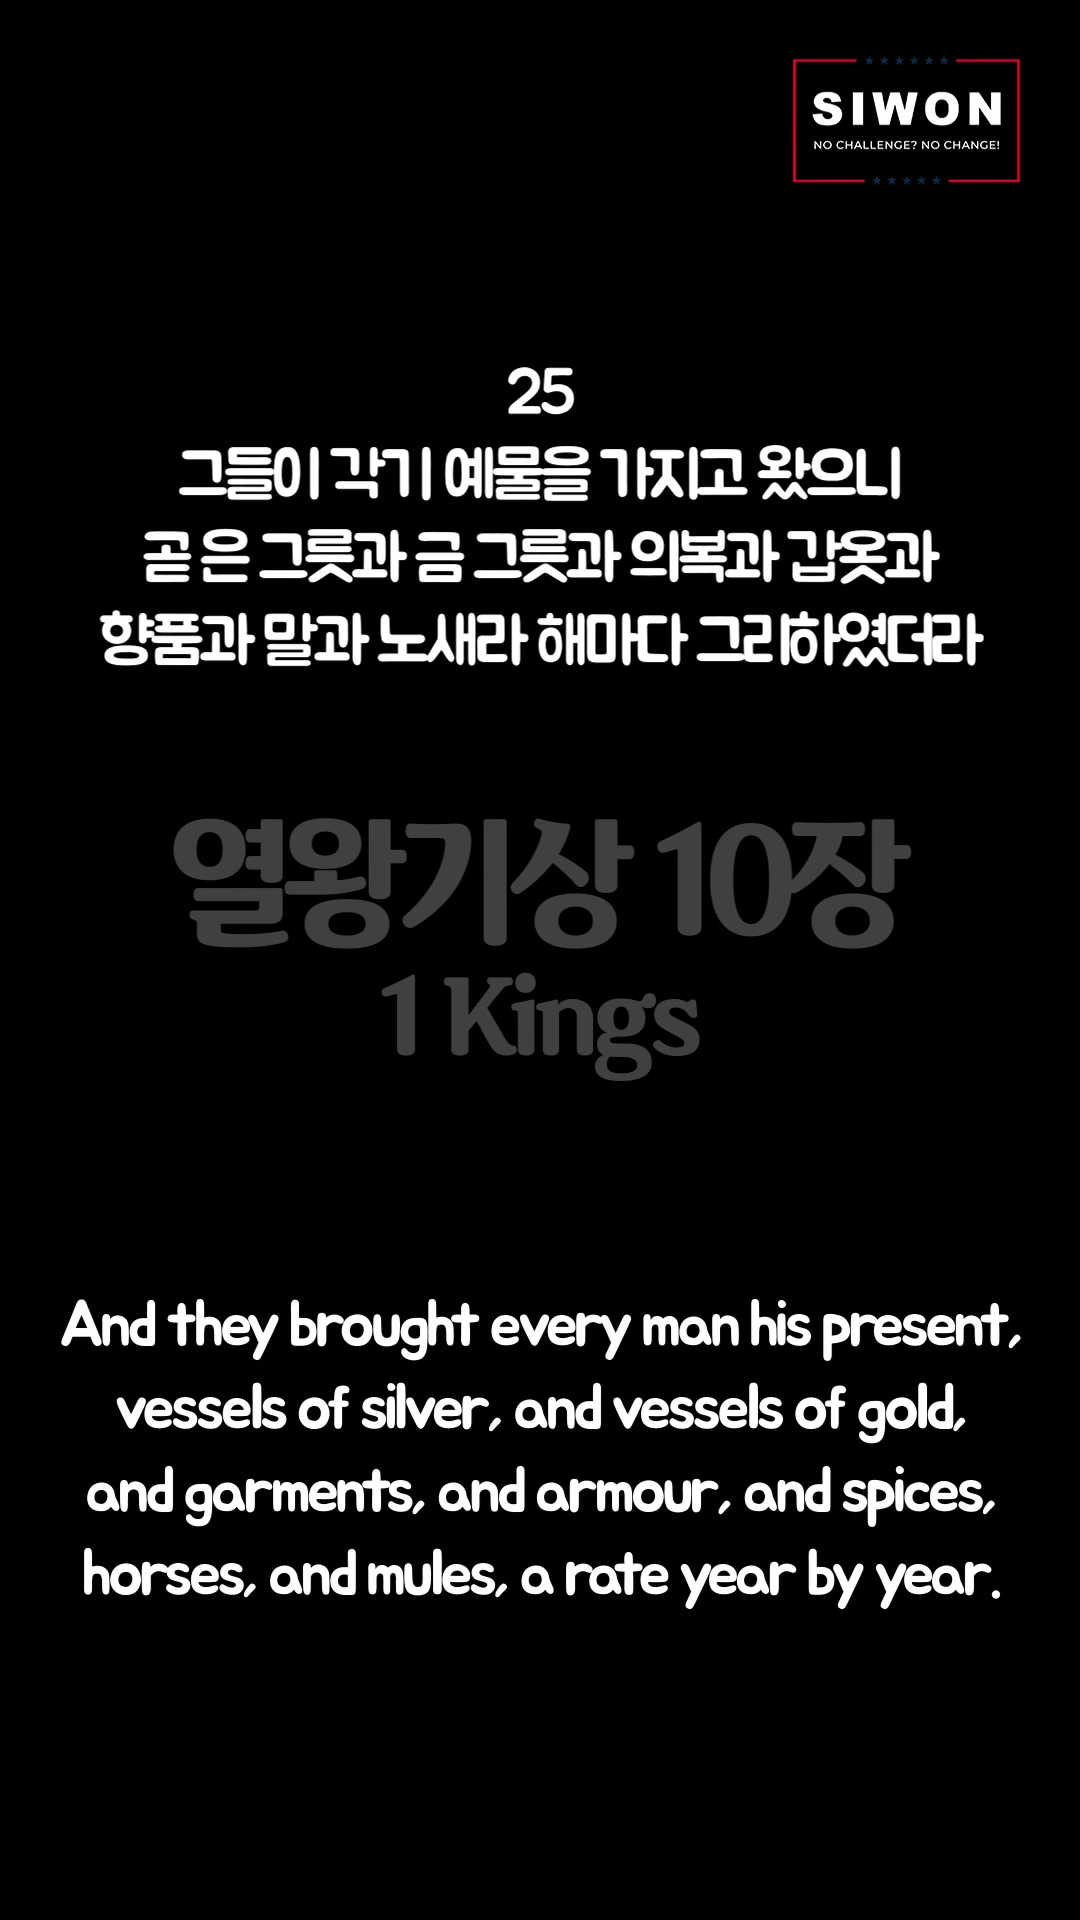 SIWON
NO CHALLENGE? NO CHANGE!
25
그들이 각기 예물을 가지고 왔으니
곧 은 그릇과 금 그릇과 의복과 갑옷과
향품과 말과 노새라 해마다 그리하였더라
열왕기상 10장
1 Kings
And they brought every man his present,
vessels of silver, and vessels of gold,
and garments, and armour, and spices,
horses, and mules, a rate year by year.